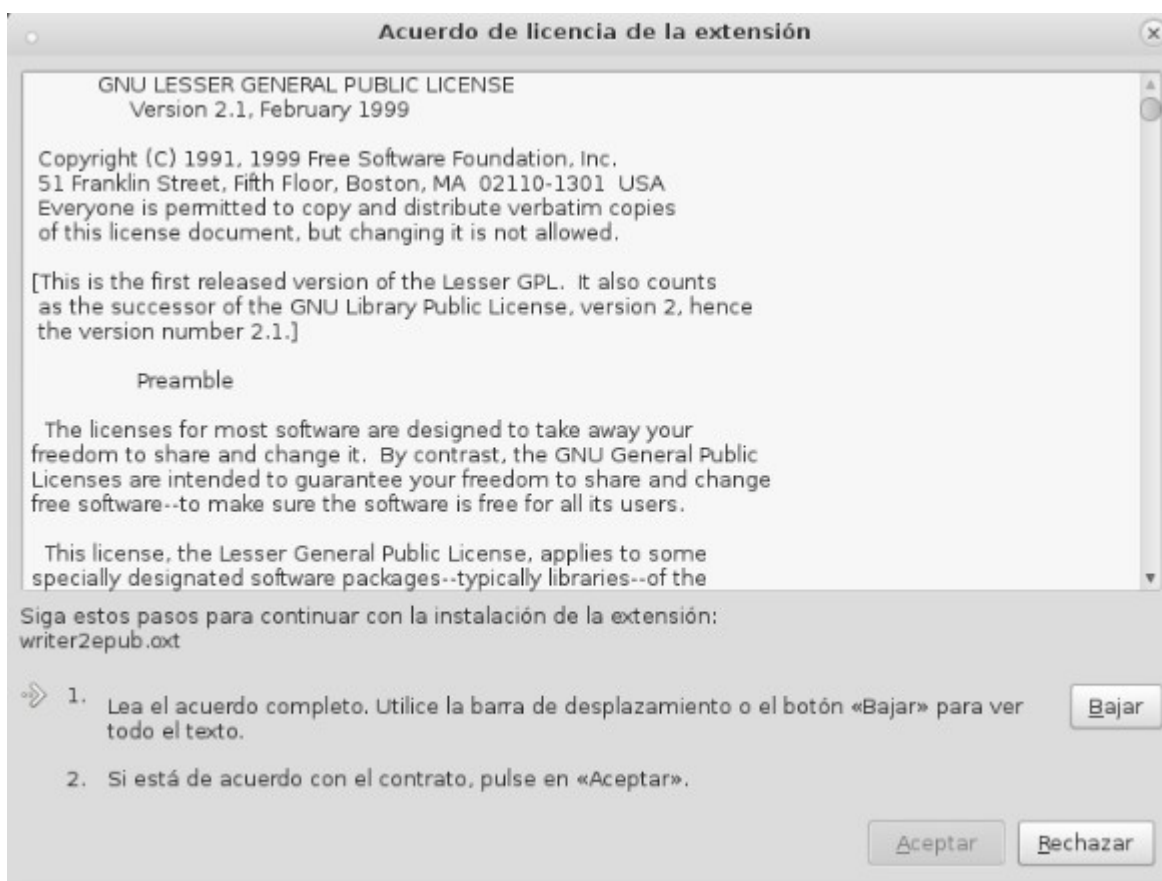 Acuerdo de licencia de la extensión
GNU LESSER GENERAL PUBLIC LICENSE
Version 2.1, February 1999
Copyright (C) 1991, 1999 Free Software Foundation, Inc.
51 Franklin Street, Fifth Floor, Boston, MA  02110-1301  USA
Everyone is permitted to copy and distribute verbatim copies
of this license document, but changing it is not allowed.
[This is the first released version of the Lesser GPL.  It also counts
as the successor of the GNU Library Public License, version 2, hence
the version number 2.1.]
Preamble
The licenses for most software are designed to take away your
freedom to share and change it.  By contrast, the GNU General Public
Licenses are intended to guarantee your freedom to share and change
free software--to make sure the software is free for all its users.
This license, the Lesser General Public License, applies to some
specially designated software packages--typically libraries--of the
Siga estos pasos para continuar con la instalación de la extensión:
writer2epub.oxt
1. Lea el acuerdo completo. Utilice la barra de desplazamiento o el botón «Bajar» para ver
todo el texto.
Bajar
2. Si está de acuerdo con el contrato, pulse en «Aceptar».
Aceptar Rechazar